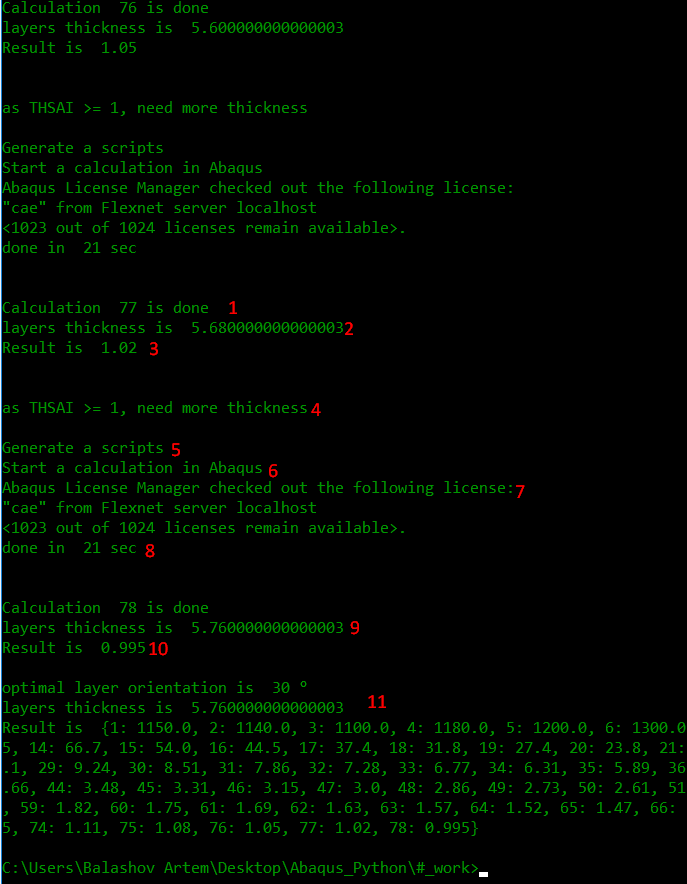 Calculation  76 is done
layers thickness is  5.600000000000003
Result is  1.05
as THSAI >= 1, need more thickness
Generate a scripts
Start a calculation in Abaqus
Abaqus License Manager checked out the following license:
"cae" from Flexnet server localhost
<1023 out of 1024 licenses remain available>.
done in  21 sec
Calculation  77 is done 1
layers thickness is  5.680000000000003 2
Result is  1.02 3
as THSAI >= 1, need more thickness 4
Generate a scripts 5
Start a calculation in Abaqus 6
Abaqus License Manager checked out the following license: 7
"cae" from Flexnet server localhost
<1023 out of 1024 licenses remain available>.
done in  21 sec 8
Calculation  78 is done
layers thickness is  5.760000000000003 9
Result is  0.995 10
optimal layer orientation is  30 °
layers thickness is  5.760000000000003 11
Result is  {1: 1150.0, 2: 1140.0, 3: 1100.0, 4: 1180.0, 5: 1200.0, 6: 1300.0
5, 14: 66.7, 15: 54.0, 16: 44.5, 17: 37.4, 18: 31.8, 19: 27.4, 20: 23.8, 21:
.1, 29: 9.24, 30: 8.51, 31: 7.86, 32: 7.28, 33: 6.77, 34: 6.31, 35: 5.89, 36
.66, 44: 3.48, 45: 3.31, 46: 3.15, 47: 3.0, 48: 2.86, 49: 2.73, 50: 2.61, 51
, 59: 1.82, 60: 1.75, 61: 1.69, 62: 1.63, 63: 1.57, 64: 1.52, 65: 1.47, 66:
5, 74: 1.11, 75: 1.08, 76: 1.05, 77: 1.02, 78: 0.995}
C:\Users\Balashov Artem\Desktop\Abaqus_Python\#_work>